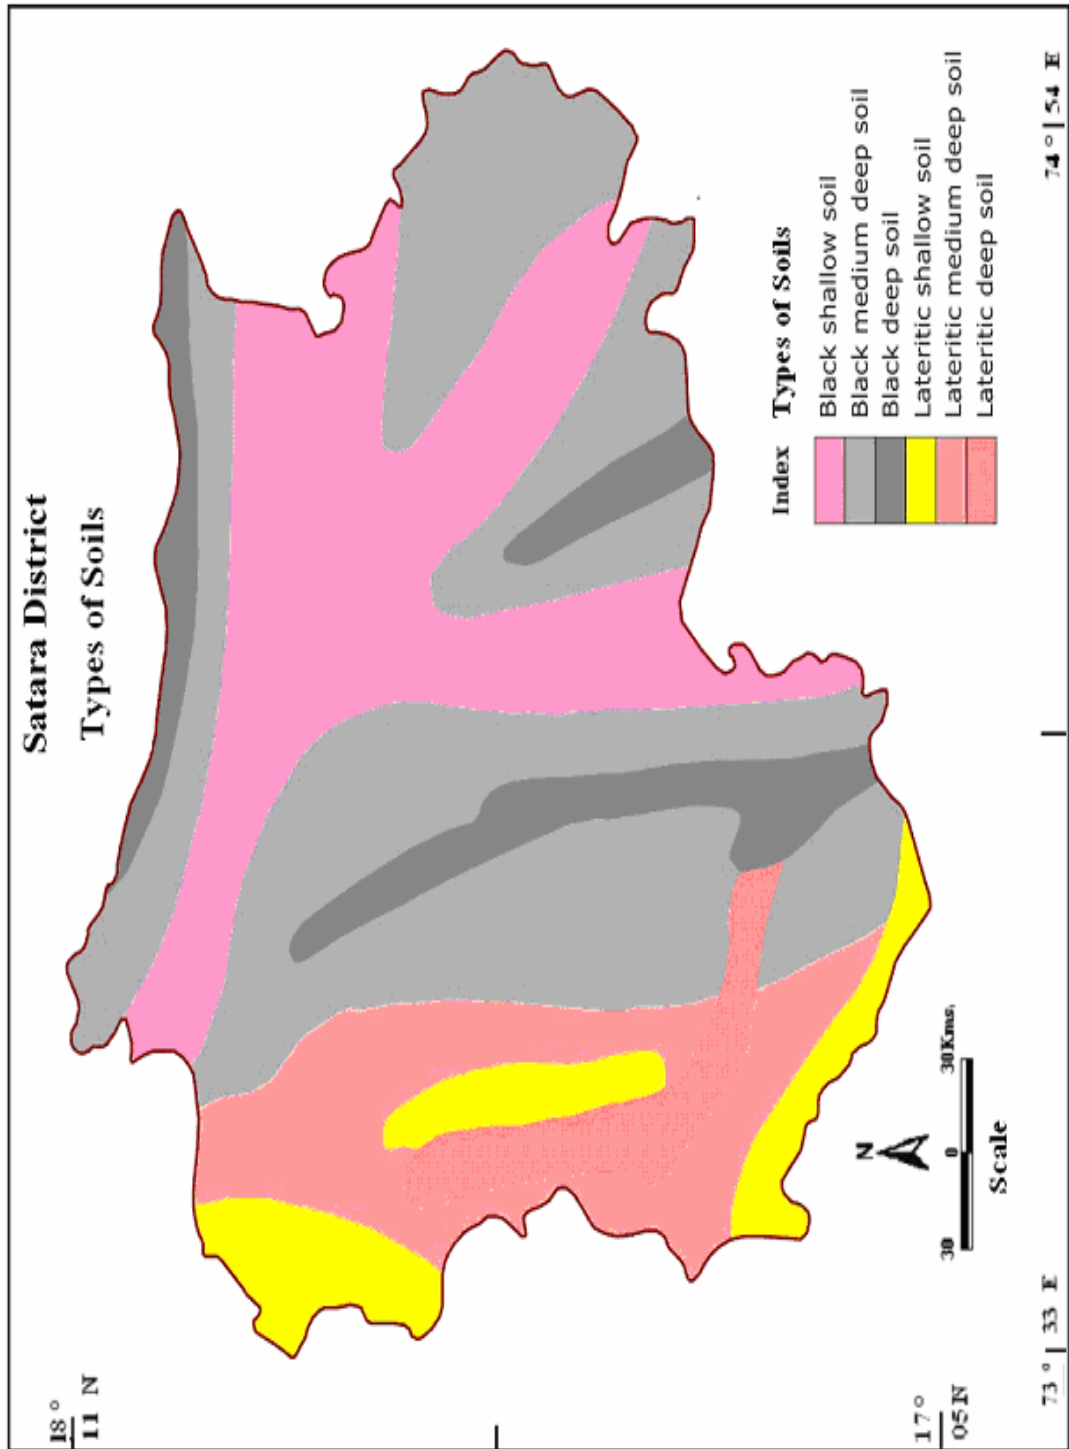 Satara District
Types of Soils
Index Types of Soils
Black shallow soil
Black medium deep soil
Black deep soil
Lateritic shallow soil
Lateritic medium deep soil
Lateritic deep soil
N
30 0 30Kms.
Scale
18°
11 N
17°
05N
73° 33 E
74° 54 E